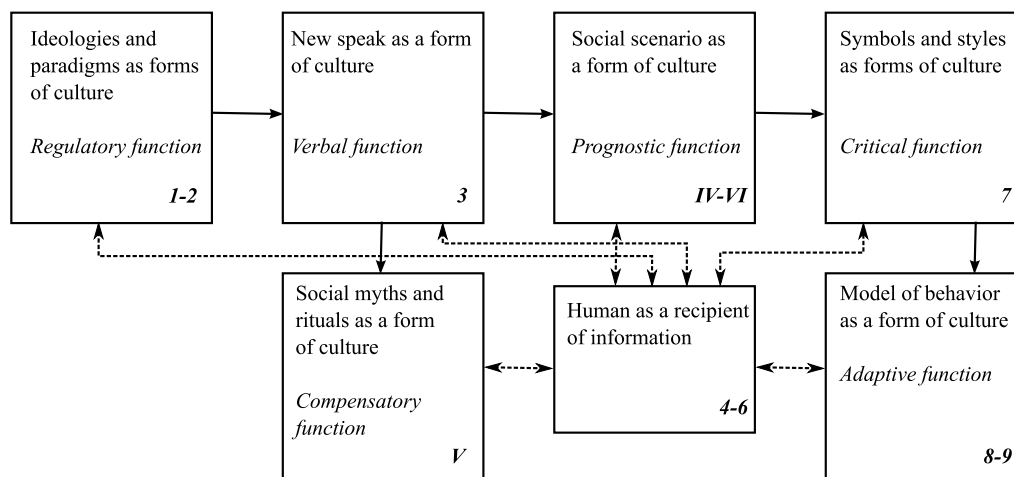 Ideologies and
paradigms as forms
of culture
Regulatory function
1-2
New speak as a form
of culture
Verbal function
3
Social scenario as
a form of culture
Prognostic function
IV-VI
Symbols and styles
as forms of culture
Critical function
7
Social myths and
rituals as a form
of culture
Compensatory
function
V
Human as a recipient
of information
4-6
Model of behavior
as a form of culture
Adaptive function
8-9